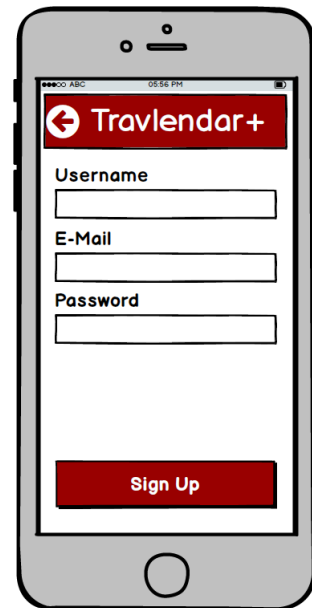 ABC 05:56 PM
Travlendar+
Username
E-Mail
Password
Sign Up